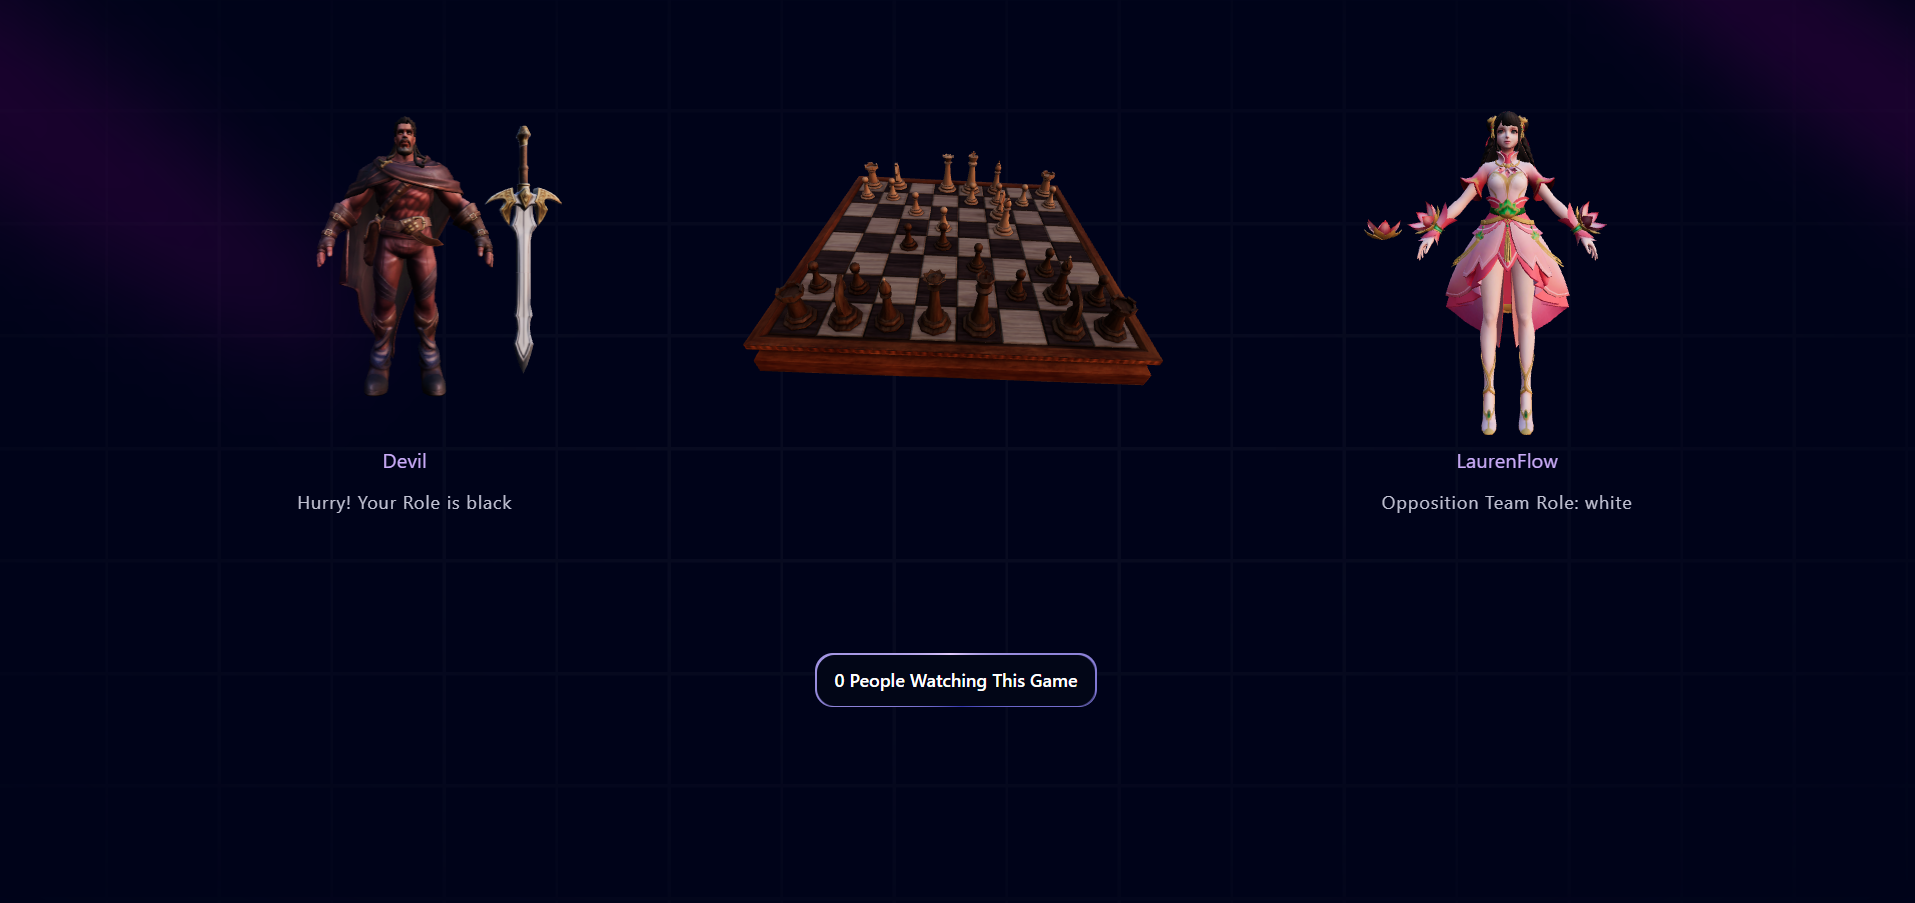 Devil
Hurry! Your Role is black
LaurenFlow
Opposition Team Role: white
0 People Watching This Game